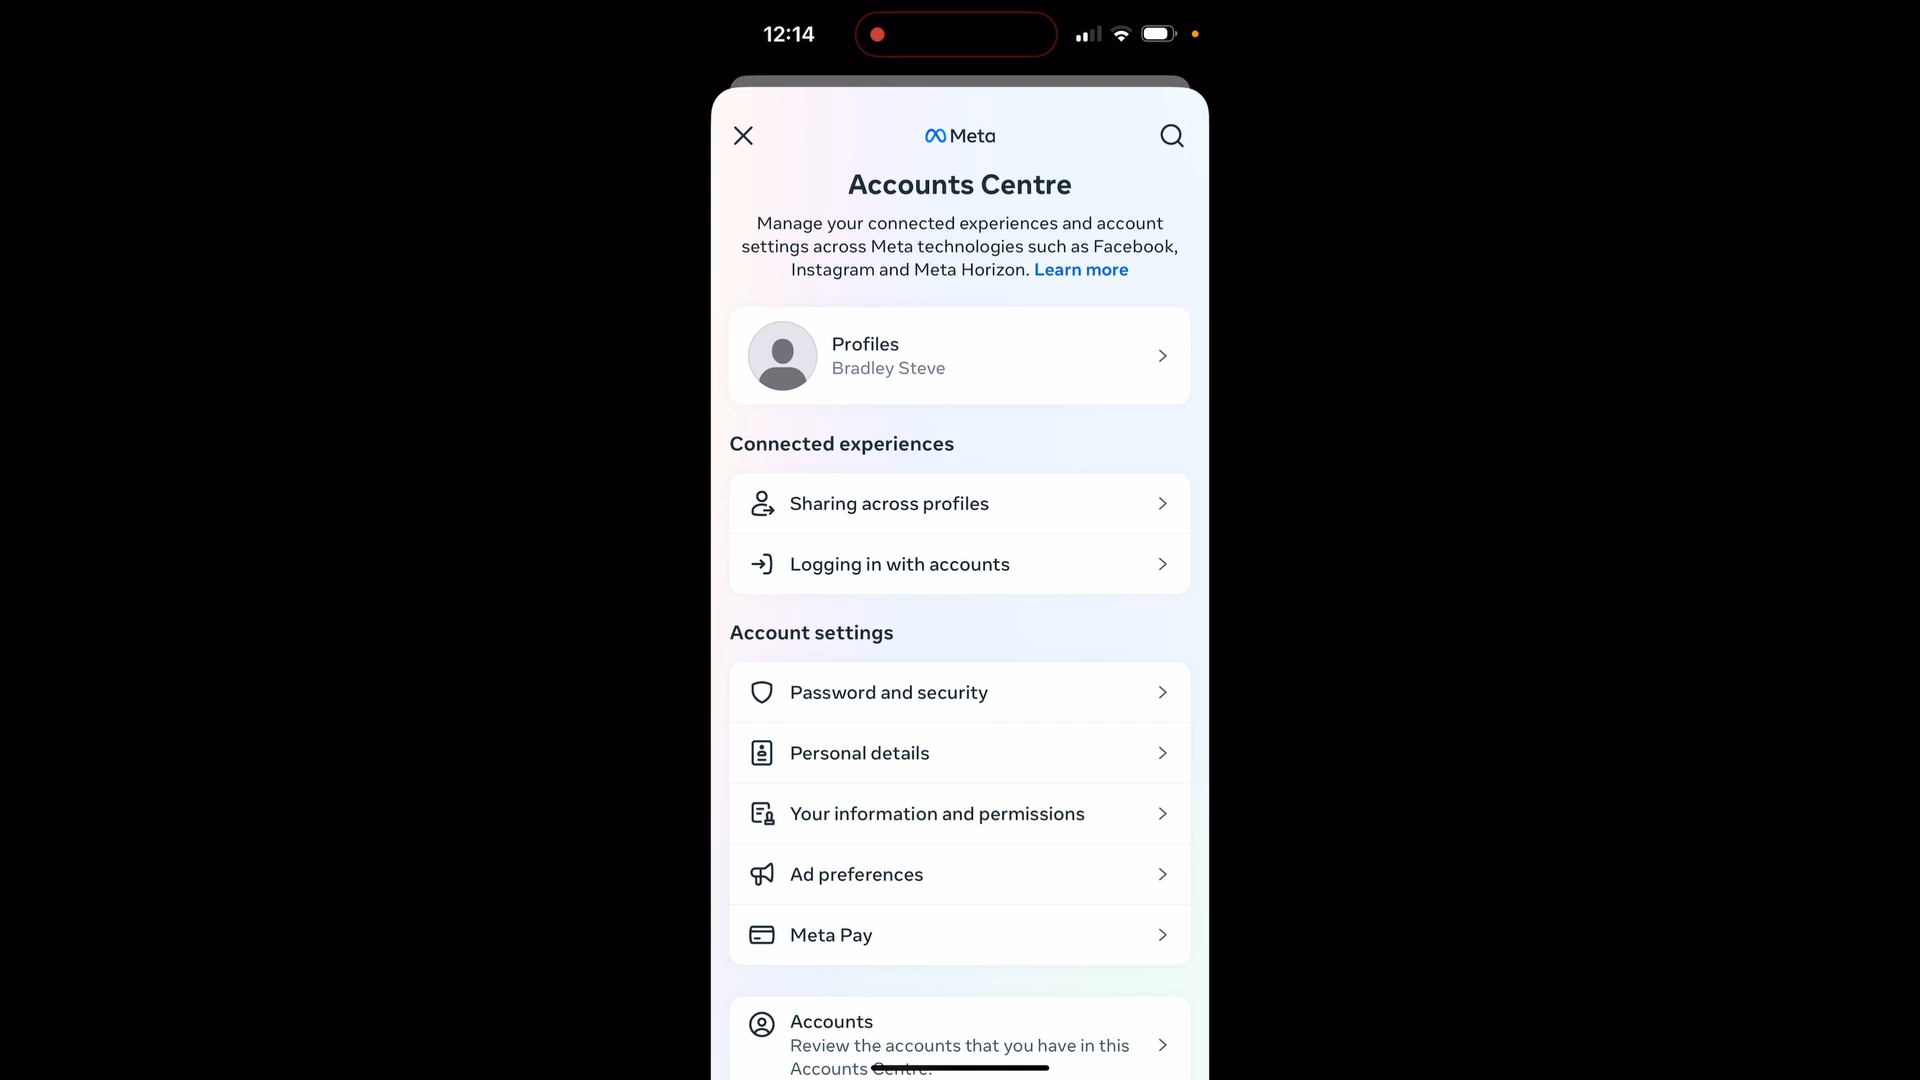 12:14
Meta
Accounts Centre
Manage your connected experiences and account
settings across Meta technologies such as Facebook,
Instagram and Meta Horizon. Learn more
Profiles
Bradley Steve
Connected experiences
Sharing across profiles
Logging in with accounts
Account settings
Password and security
Personal details
Your information and permissions
Ad preferences
Meta Pay
Accounts
Review the accounts that you have in this
Accounts Centre.